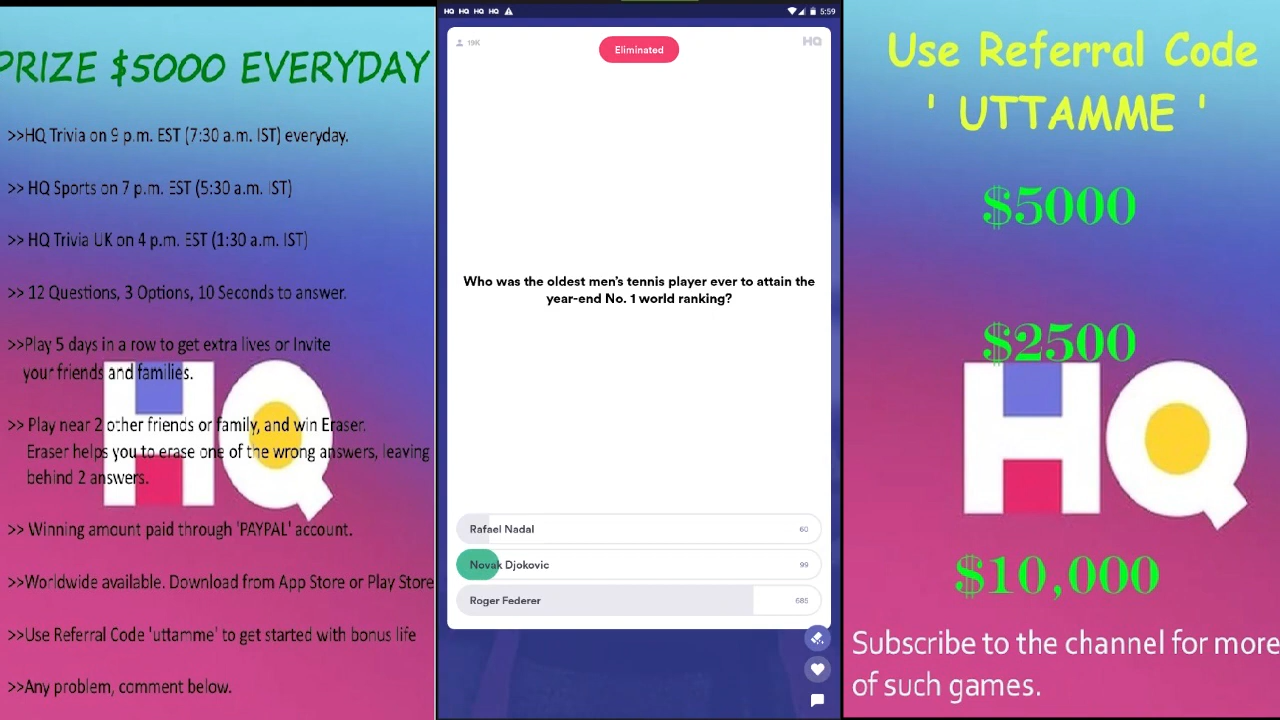 PRIZE $5000 EVERYDAY
>>HQ Trivia on 9 p.m. EST (7:30 a.m. IST) everyday.
>> HQ Sports on 7 p.m. EST (5:30 a.m. IST)
>> HQ Trivia UK on 4 p.m. EST (1:30 a.m. IST)
>> 12 Questions, 3 Options, 10 Seconds to answer.
>>Play 5 days in a row to get extra lives or Invite
your friends and families.
>> Play near 2 other friends or family, and win Eraser.
Eraser helps you to erase one of the wrong answers, leaving
behind 2 answers.
>> Winning amount paid through 'PAYPAL' account.
>>Worldwide available. Download from App Store or Play Store
>>Use Referral Code 'uttamme' to get started with bonus life
>>Any problem, comment below.
HQ
HQ HQ HQ HQ 5:59
19K
Eliminated
HQ
Who was the oldest men's tennis player ever to attain the
year-end No. 1 world ranking?
Rafael Nadal 60
Novak Djokovic 99
Roger Federer 685
Use Referral Code
' UTTAMME '
$5000
$2500
HQ
$10,000
Subscribe to the channel for more
of such games.